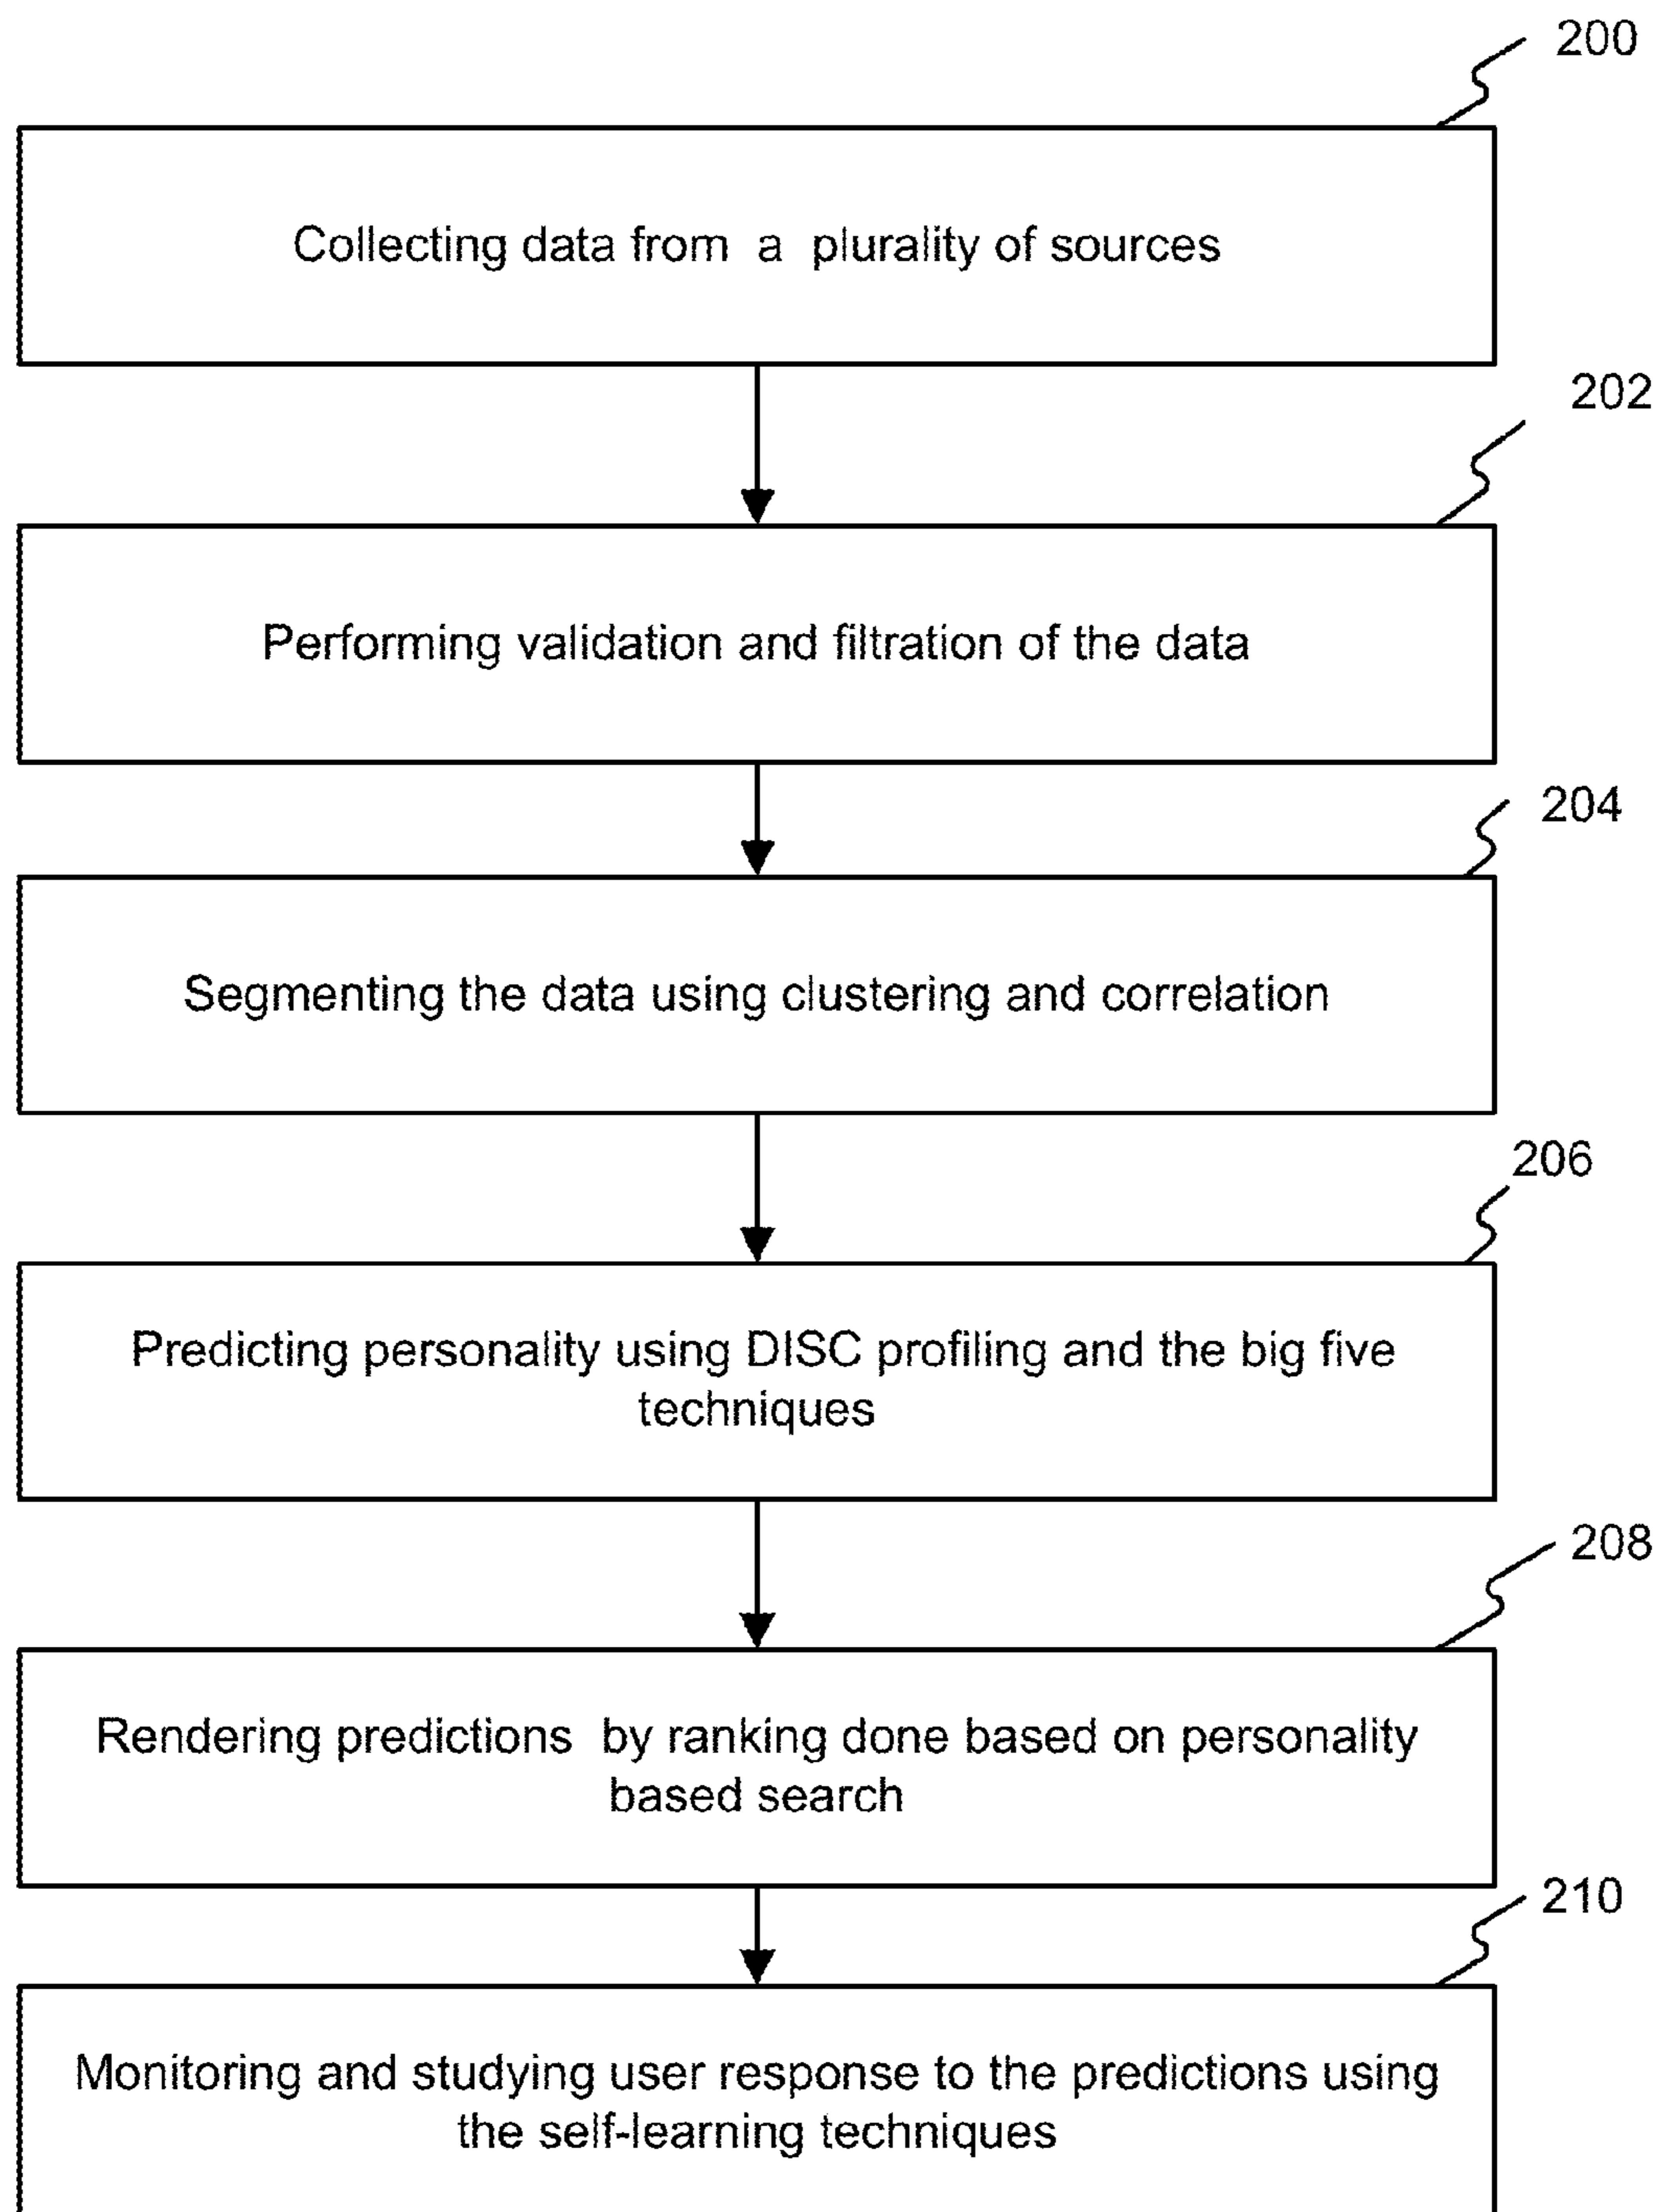 200
Collecting data from a plurality of sources
202
Performing validation and filtration of the data
204
Segmenting the data using clustering and correlation
206
Predicting personality using DISC profiling and the big five
techniques
208
Rendering predictions by ranking done based on personality
based search
210
Monitoring and studying user response to the predictions using
the self-learning techniques